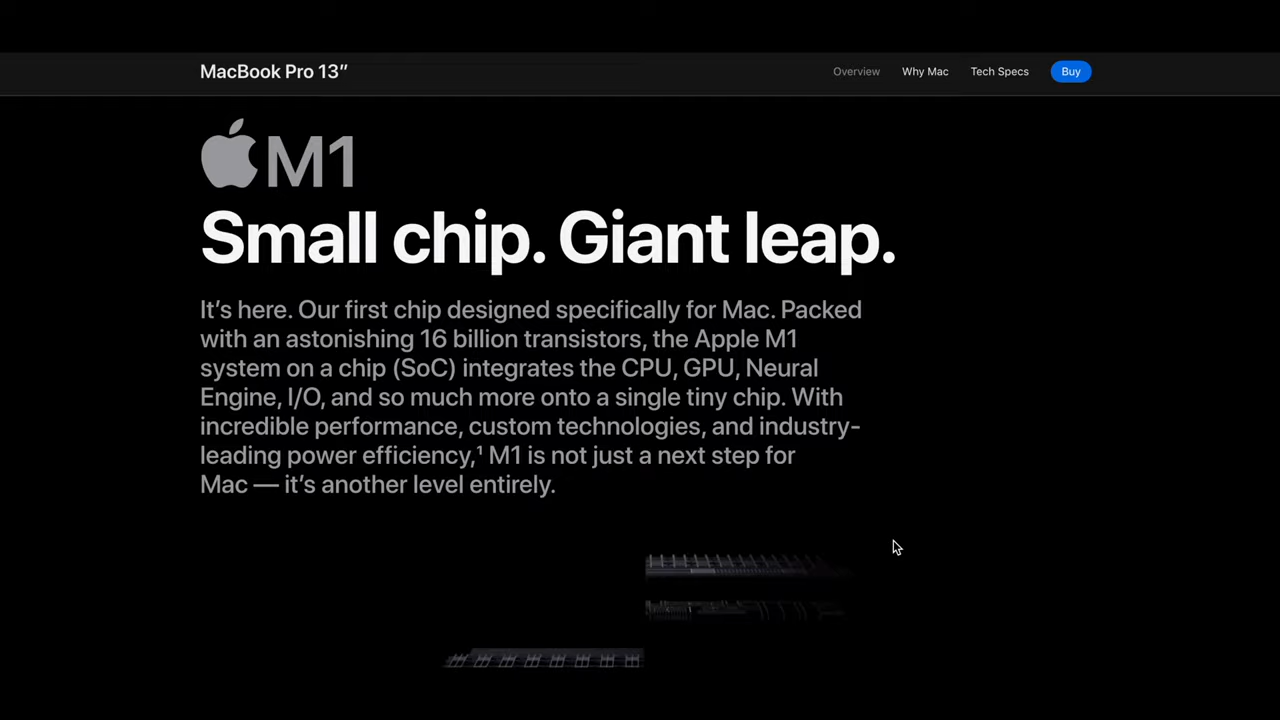 MacBook Pro 13″
Overview
Why Mac
Tech Specs
Buy
M1
Small chip. Giant leap.
It’s here. Our first chip designed specifically for Mac. Packed
with an astonishing 16 billion transistors, the Apple M1
system on a chip (SoC) integrates the CPU, GPU, Neural
Engine, I/O, and so much more onto a single tiny chip. With
incredible performance, custom technologies, and industry-
leading power efficiency,¹ M1 is not just a next step for
Mac — it’s another level entirely.